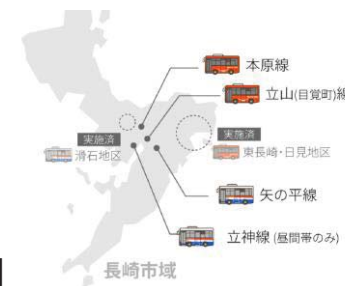 本原線
立山(目覚町)線
実施済
滑石地区
実施済
東長崎・日見地区
矢の平線
立神線 (昼間帯のみ)
長崎市域